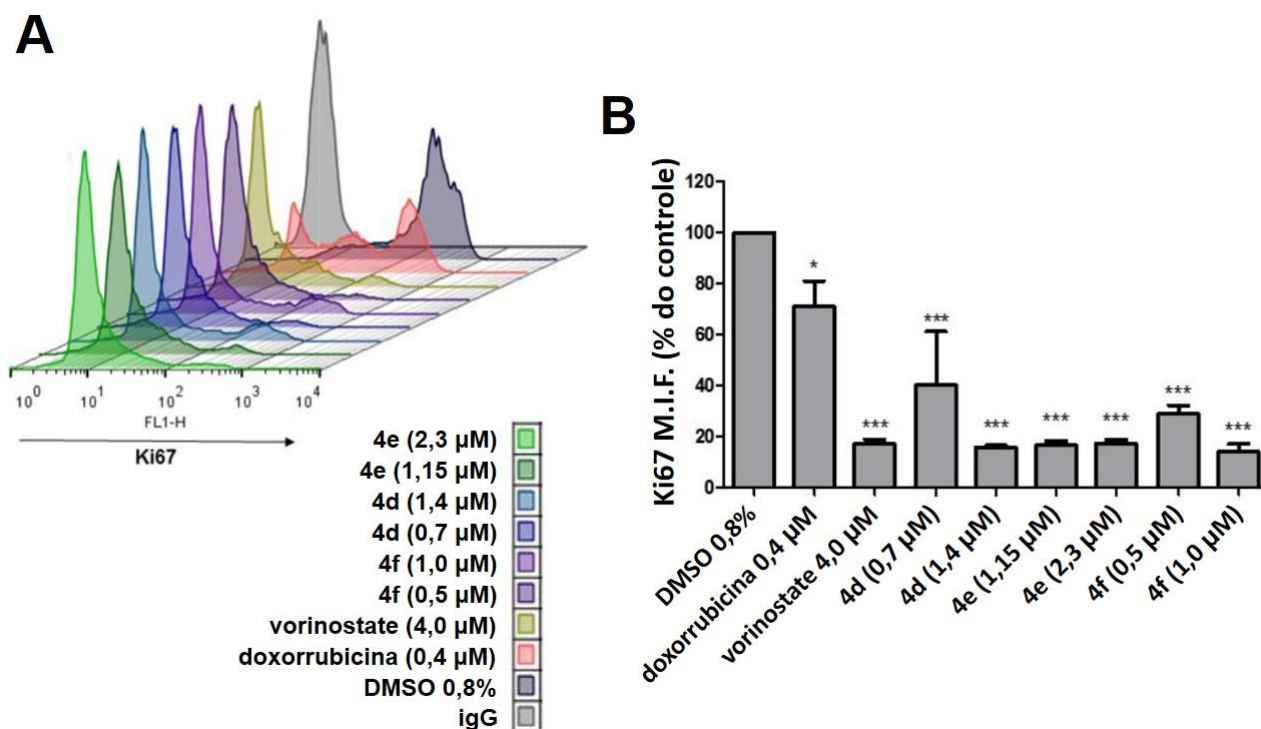 A
10⁰ 10¹ 10² 10³ 10⁴
FL1-H
Ki67
4e (2,3 µM)
4e (1,15 µM)
4d (1,4 µM)
4d (0,7 µM)
4f (1,0 µM)
4f (0,5 µM)
vorinostate (4,0 µM)
doxorrubicina (0,4 µM)
DMSO 0,8%
igG
B
Ki67 M.I.F. (% do controle)
120
100
80
60
40
20
0
*
***
***
***
***
***
***
***
DMSO 0,8%
doxorrubicina 0,4 µM
vorinostate 4,0 µM
4d (0,7 µM)
4d (1,4 µM)
4e (1,15 µM)
4e (2,3 µM)
4f (0,5 µM)
4f (1,0 µM)